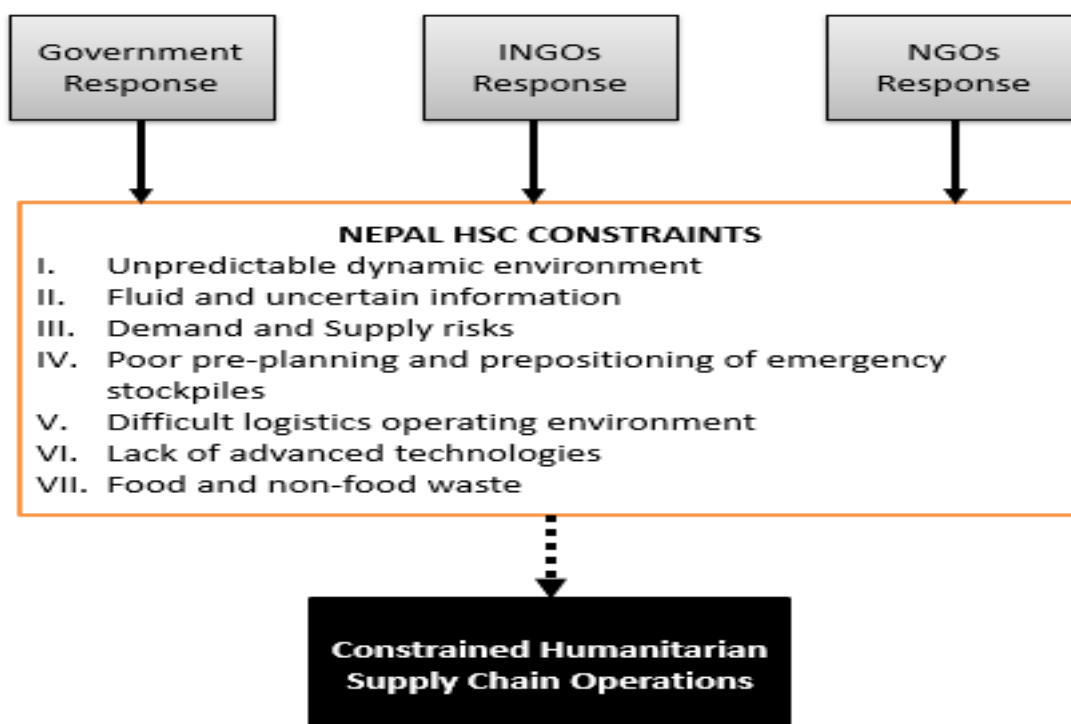 Government
Response
INGOs
Response
NGOs
Response
NEPAL HSC CONSTRAINTS
I. Unpredictable dynamic environment
II. Fluid and uncertain information
III. Demand and Supply risks
IV. Poor pre-planning and prepositioning of emergency
stockpiles
V. Difficult logistics operating environment
VI. Lack of advanced technologies
VII. Food and non-food waste
Constrained Humanitarian
Supply Chain Operations